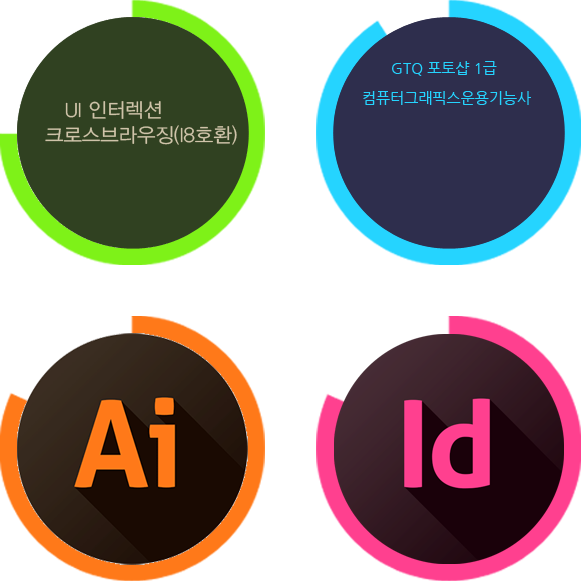 UI 인터렉션
크로스브라우징(I8호환)
GTQ 포토샵 1급
컴퓨터그래픽스운용기능사
Ai
Id